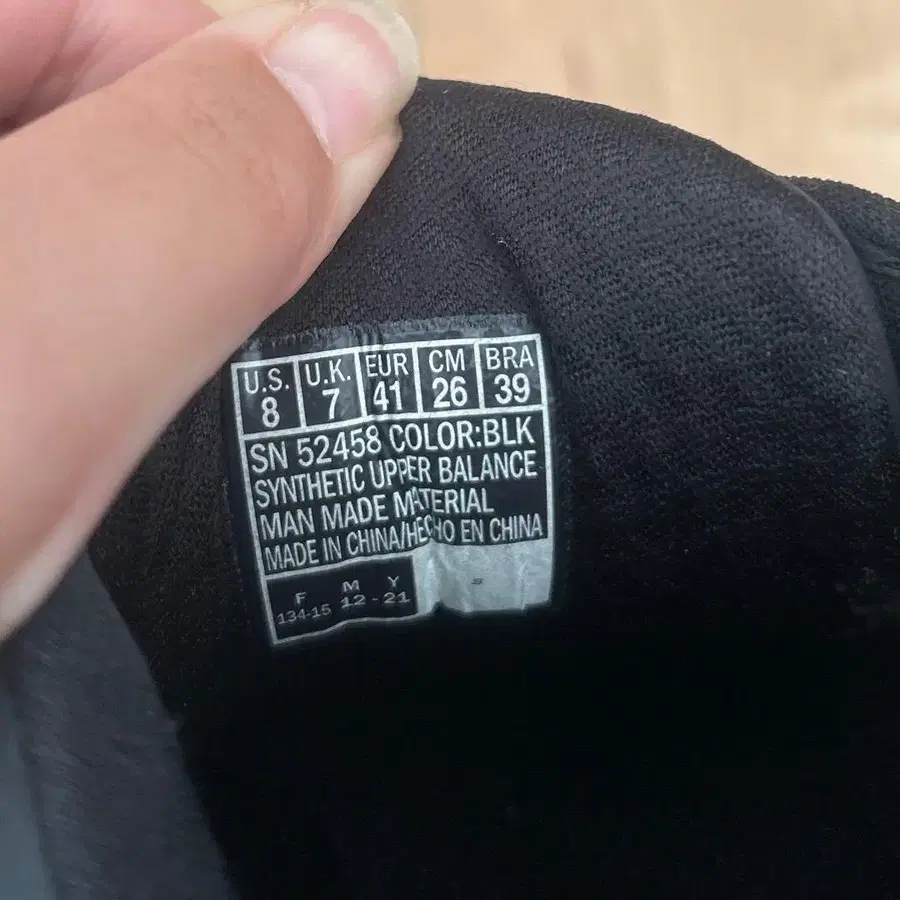 U.S. U.K. EUR CM BRA
8 7 41 26 39
SN 52458 COLOR:BLK
SYNTHETIC UPPER BALANCE
MAN MADE MATERIAL
MADE IN CHINA/HECHO EN CHINA
F M Y
134-15 12-21